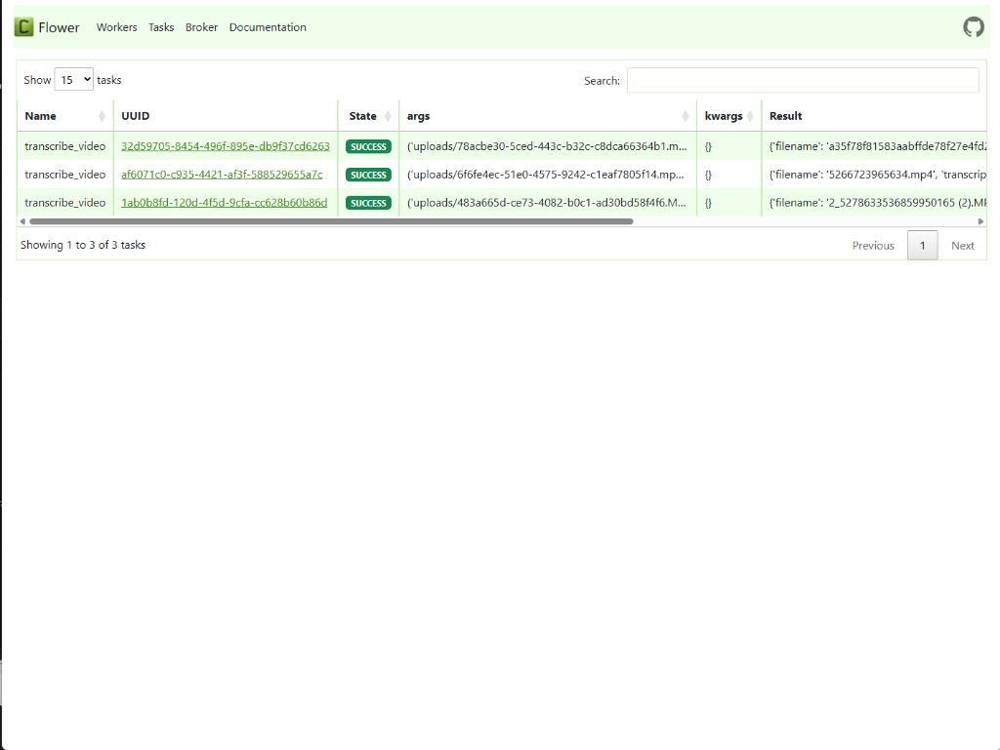 Flower Workers Tasks Broker Documentation
Show 15 tasks Search:
Name UUID State args kwargs Result
transcribe_video 32d59705-8454-496f-895e-db9f37cd6263 SUCCESS ('uploads/78acbe30-5ced-443c-b32c-c8dca66364b1.m... {} {'filename': 'a35f78f81583aabffde78f27e4fd2
transcribe_video af6071c0-c935-4421-af3f-588529655a7c SUCCESS ('uploads/6f6fe4ec-51e0-4575-9242-c1eaf7805f14.mp... {} {'filename': '5266723965634.mp4', 'transcrip
transcribe_video 1ab0b8fd-120d-4f5d-9cfa-cc628b60b86d SUCCESS ('uploads/483a665d-ce73-4082-b0c1-ad30bd58f4f6.M... {} {'filename': '2_5278633536859950165 (2).MP
Showing 1 to 3 of 3 tasks Previous 1 Next